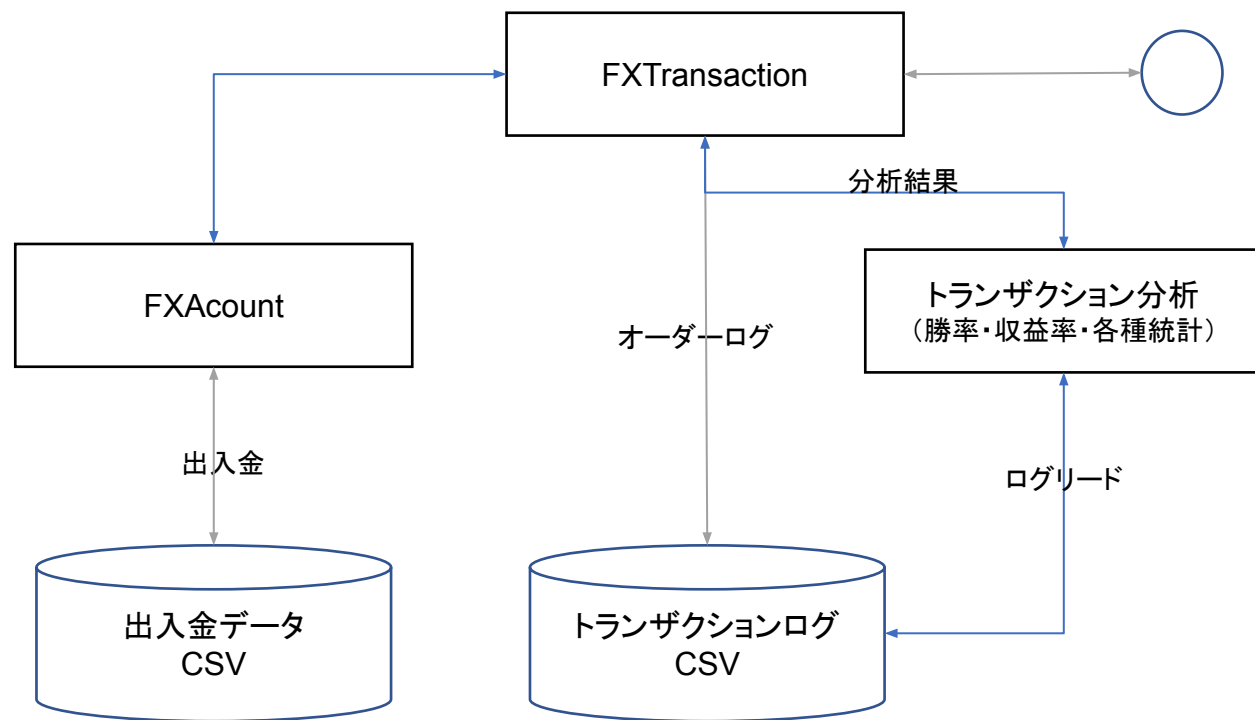 FXTransaction
分析結果
FXAcount
トランザクション分析
（勝率・収益率・各種統計）
オーダーログ
出入金
ログリード
出入金データ
CSV
トランザクションログ
CSV